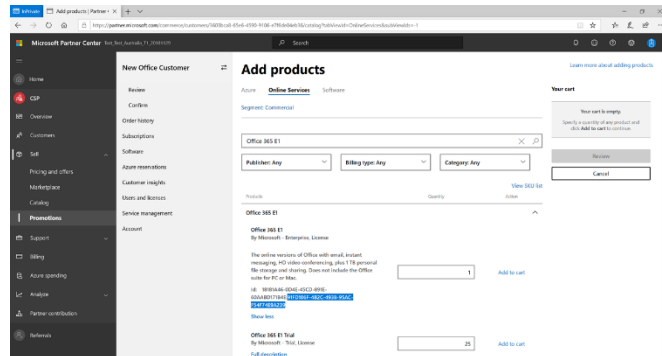 InPrivate
Add products | Partner C
Microsoft Partner Center
Search
Home
CSP
Overview
Customers
Sell
Pricing and offers
Marketplace
Catalog
Promotions
Support
Billing
Azure spending
Analyze
Partner contribution
Referrals
New Office Customer
Review
Confirm
Order history
Subscriptions
Software
Azure reservations
Customer insights
Users and licenses
Service management
Account
Add products
Learn more about adding products
Azure Online Services Software
Segment: Commercial
Office 365 E1
Publisher: Any Billing type: Any Category: Any
View SKU list
Products Quantity Action
Office 365 E1
Office 365 E1
By Microsoft - Enterprise, License
The online versions of Office with email, instant
messaging, HD video conferencing, plus 1 TB personal
file storage and sharing. Does not include the Office
suite for PC or Mac.
1 Add to cart
Show less
Office 365 E1 Trial
By Microsoft - Trial, License
25 Add to cart
Full description
Your cart
Your cart is empty.
Specify a quantity of any product and
click Add to cart to continue.
Review
Cancel